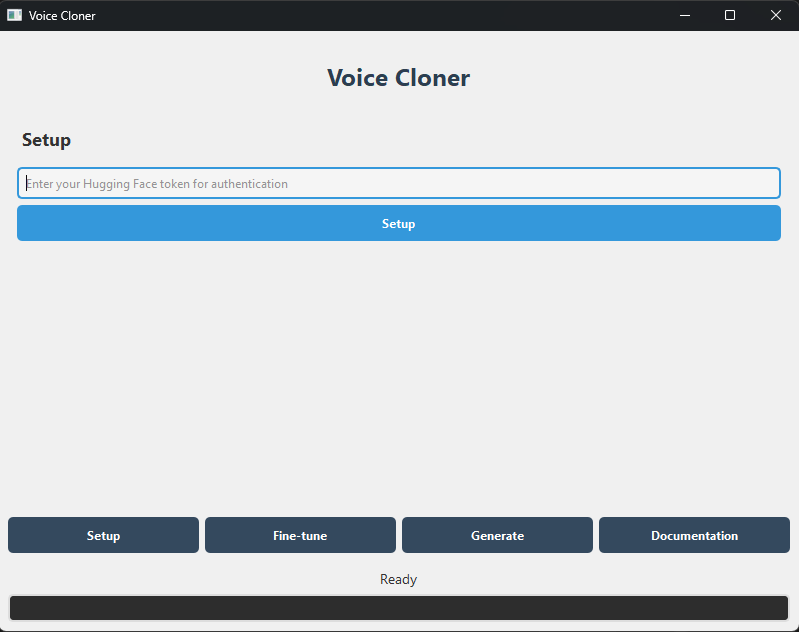 Voice Cloner
Voice Cloner
Setup
Enter your Hugging Face token for authentication
Setup
Setup Fine-tune Generate Documentation
Ready